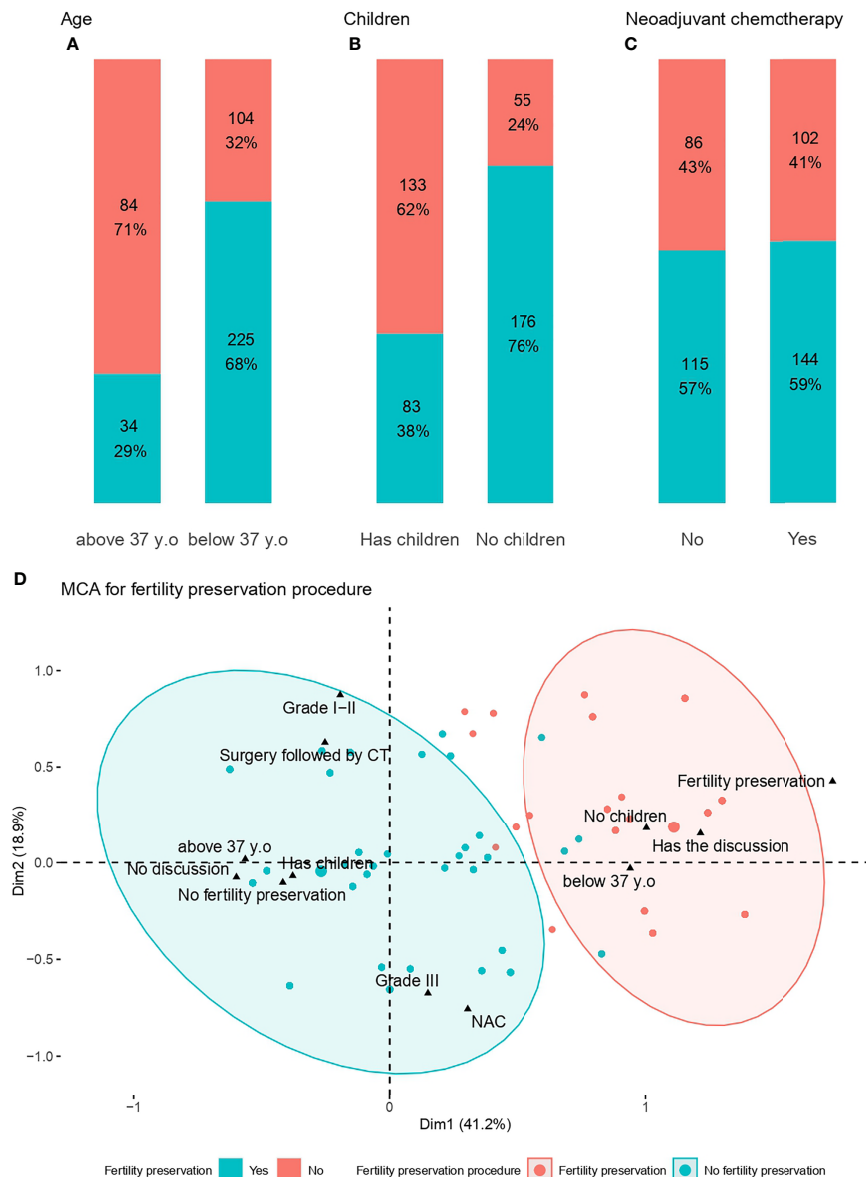 Age
Children
Neoadjuvant chemotherapy
A
B
C
84
71%
104
32%
34
29%
225
68%
133
62%
55
24%
83
38%
176
76%
86
43%
102
41%
115
57%
144
59%
above 37 y.o
below 37 y.o
Has children
No children
No
Yes
D
MCA for fertility preservation procedure
1.0
0.5
0.0
−0.5
−1.0
Dim2 (18.9%)
Grade I−II
Surgery followed by CT
Fertility preservation
No children
Has the discussion
above 37 y.o
Has children
No discussion
No fertility preservation
below 37 y.o
Grade III
NAC
−1
0
1
Dim1 (41.2%)
Fertility preservation Yes No
Fertility preservation procedure Fertility preservation No fertility preservation